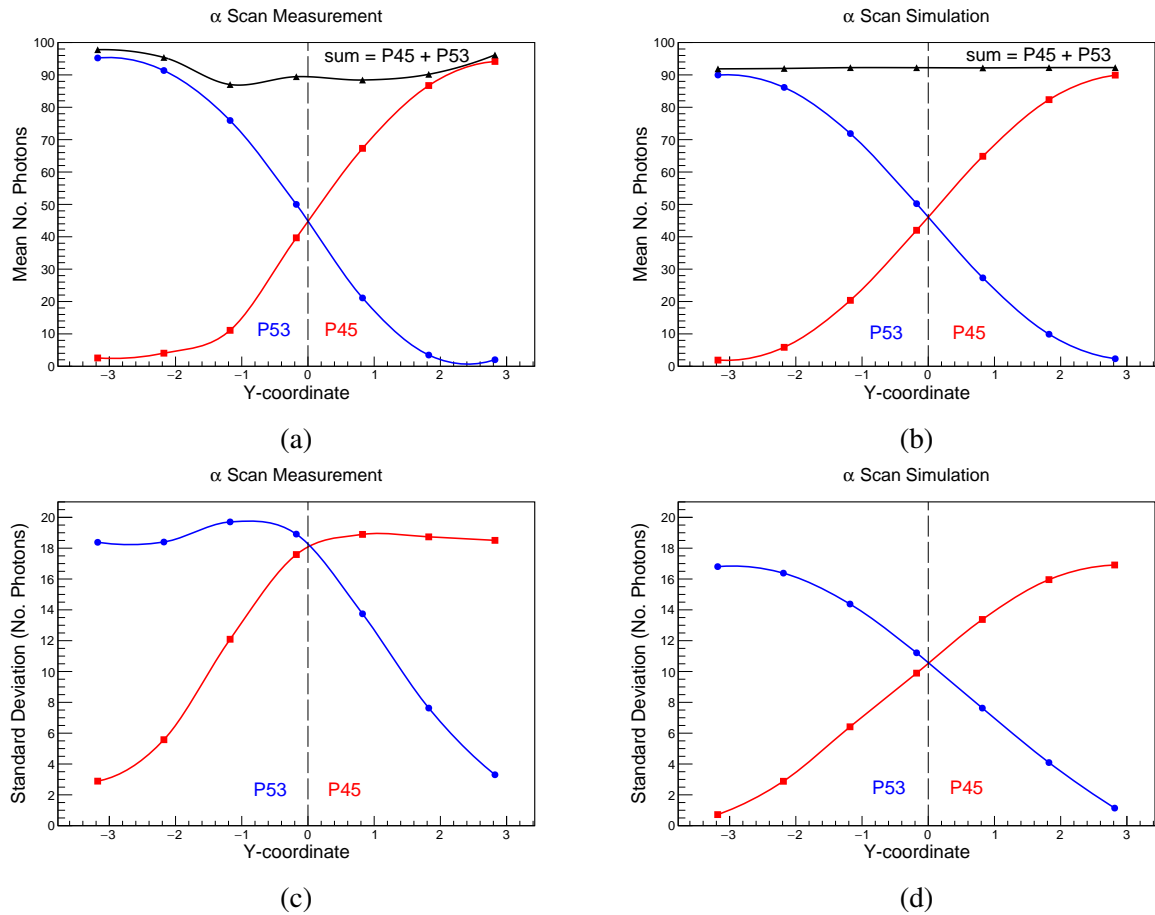 α Scan Measurement
Mean No. Photons
100
90
80
70
60
50
40
30
20
10
0
sum = P45 + P53
P53 P45
−3 −2 −1 0 1 2 3
Y-coordinate
(a)
α Scan Simulation
Mean No. Photons
100
90
80
70
60
50
40
30
20
10
0
sum = P45 + P53
P53 P45
−3 −2 −1 0 1 2 3
Y-coordinate
(b)
α Scan Measurement
Standard Deviation (No. Photons)
20
18
16
14
12
10
8
6
4
2
0
P53 P45
−3 −2 −1 0 1 2 3
Y-coordinate
(c)
α Scan Simulation
Standard Deviation (No. Photons)
20
18
16
14
12
10
8
6
4
2
0
P53 P45
−3 −2 −1 0 1 2 3
Y-coordinate
(d)